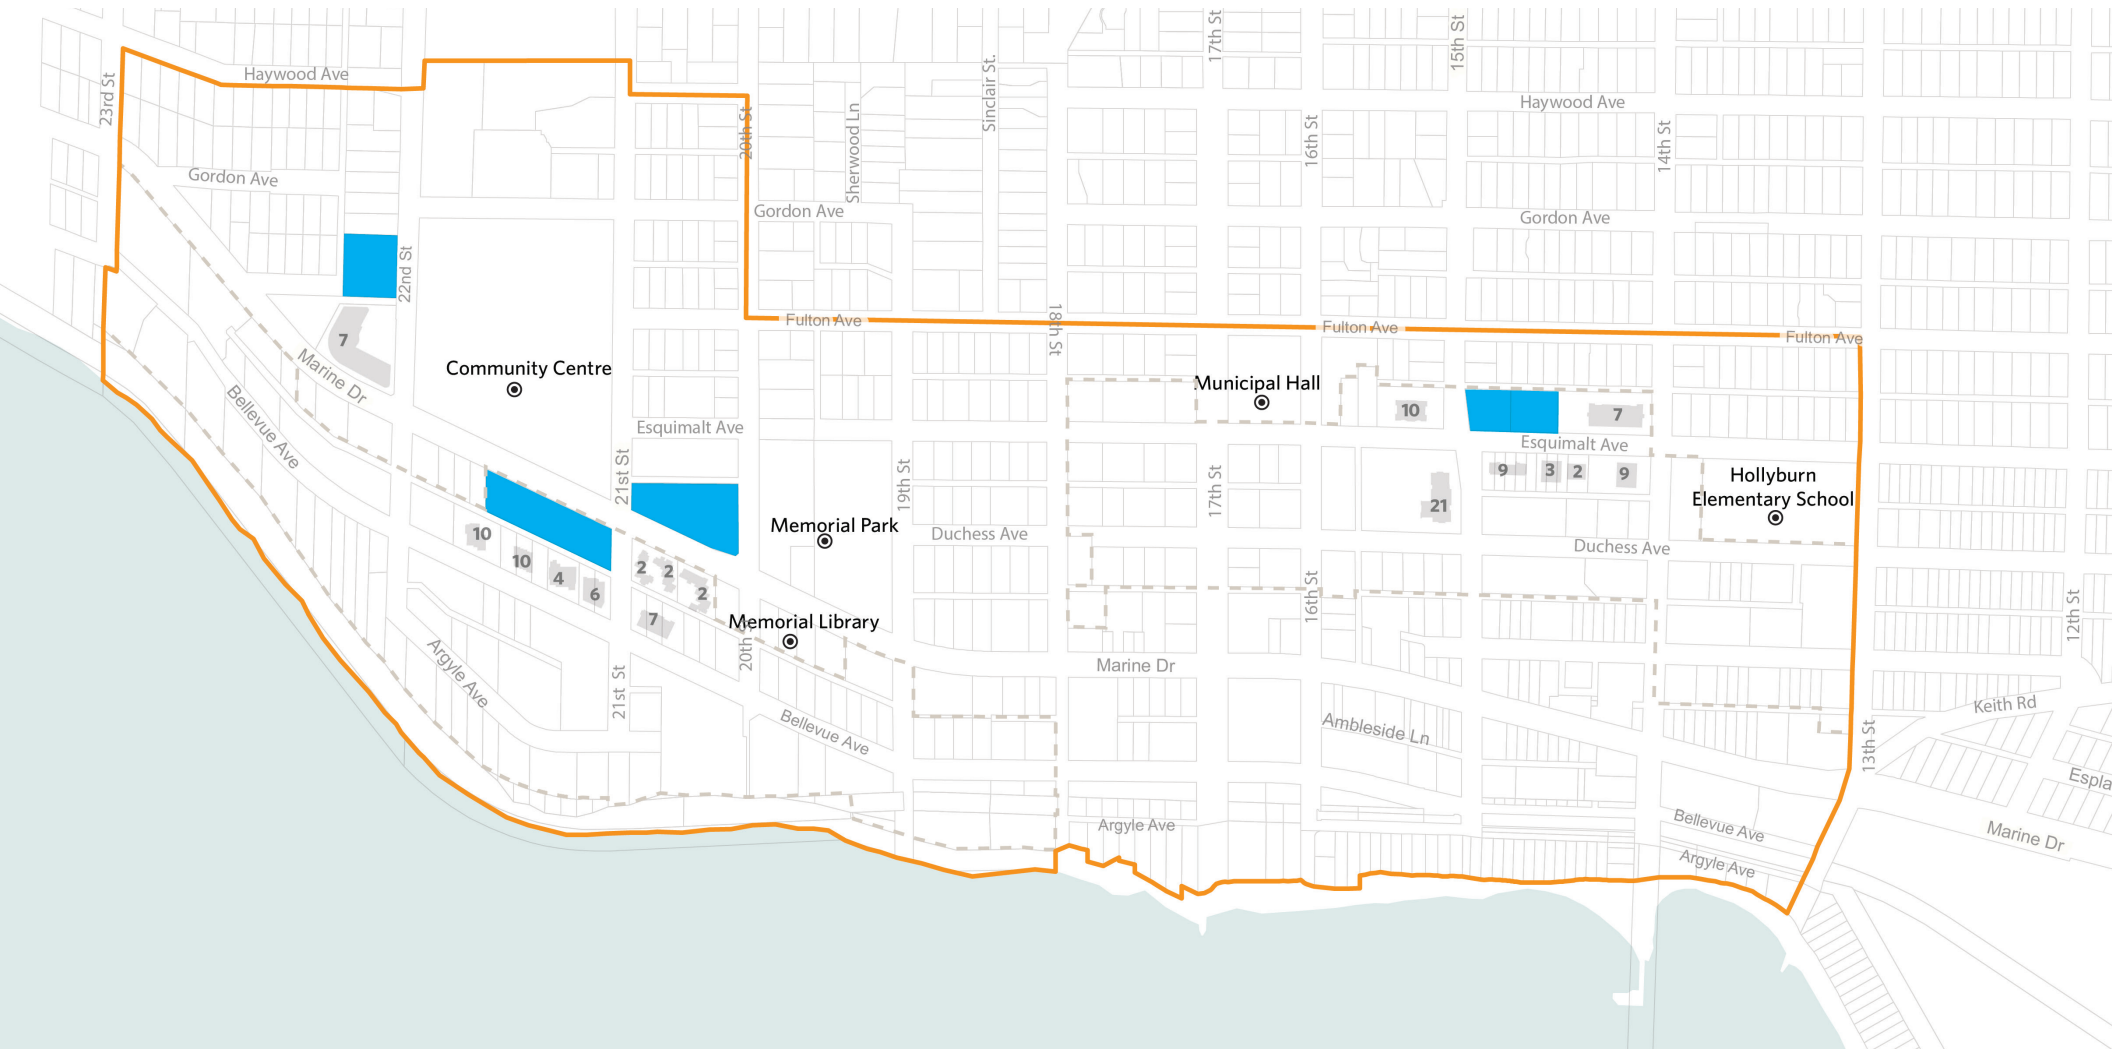 17th St
15th St
Haywood Ave
23rd St
Sinclair St.
Haywood Ave
20th St
Sherwood Ln
16th St
14th St
Gordon Ave
Gordon Ave
Gordon Ave
22nd St
Fulton Ave
18th St
Fulton Ave
Fulton Ave
7
Marine Dr
Community Centre
Municipal Hall
10
7
Bellevue Ave
Esquimalt Ave
Esquimalt Ave
21st St
19th St
17th St
9
3
2
9
Hollyburn
Elementary School
21
10
Memorial Park
Duchess Ave
Duchess Ave
10
4
6
2
2
2
7
Memorial Library
20th St
16th St
12th St
Argyle Ave
21st St
Marine Dr
Bellevue Ave
Ambleside Ln
Keith Rd
13th St
Espla
Argyle Ave
Bellevue Ave
Marine Dr
Argyle Ave